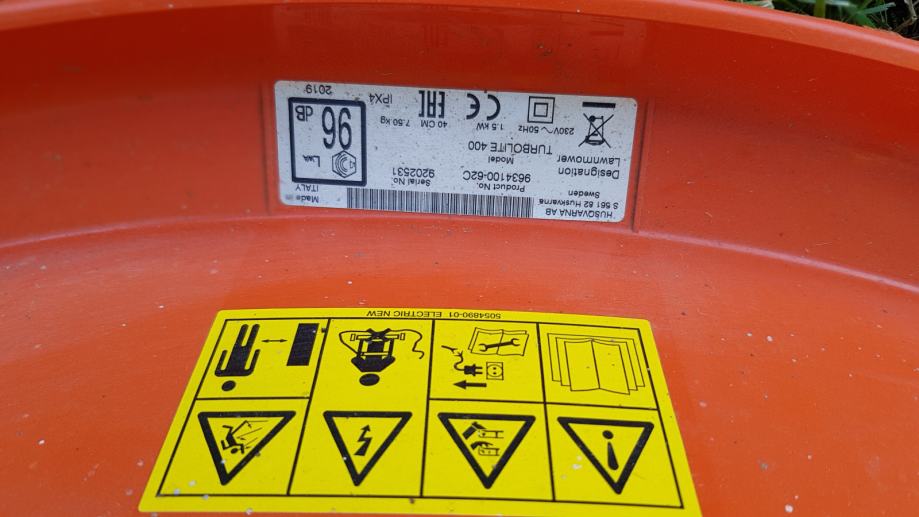 HUSQVARNA AB
S 561 82 Huskvarna
Sweden
Made
ITALY
Designation
Lawnmower
Product No.
9634100-62C
Serial No.
9202531
Model
TURBOLITE 400
LWA
96
dB
230V ~ 50Hz
1.5 kW
40 CM
7.50 kg
CE
EAC
IPX4
2019
5054890-01 ELECTRIC NEW